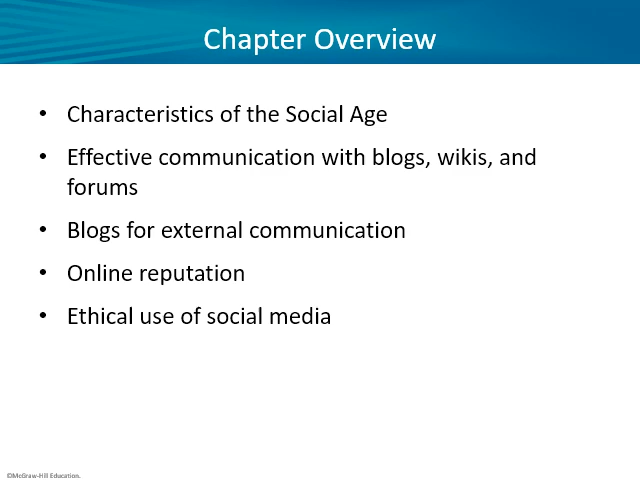 Chapter Overview
• Characteristics of the Social Age
• Effective communication with blogs, wikis, and
forums
• Blogs for external communication
• Online reputation
• Ethical use of social media
©McGraw-Hill Education.